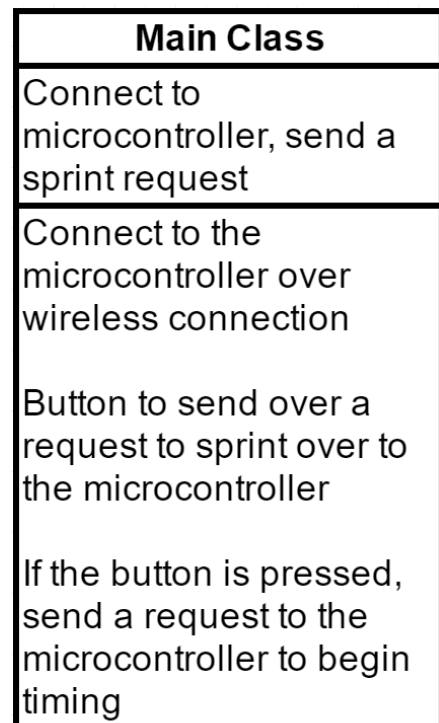 Main Class
Connect to
microcontroller, send a
sprint request
Connect to the
microcontroller over
wireless connection
Button to send over a
request to sprint over to
the microcontroller
If the button is pressed,
send a request to the
microcontroller to begin
timing